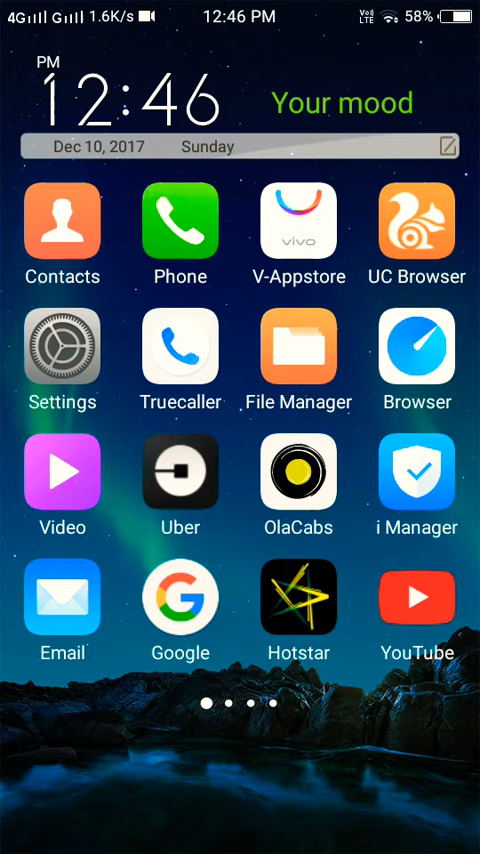 4G G 1.6K/s 12:46 PM VoLTE 58%
PM
12:46
Your mood
Dec 10, 2017 Sunday
vivo
Contacts Phone V-Appstore UC Browser
Settings Truecaller File Manager Browser
Video Uber OlaCabs i Manager
Email Google Hotstar YouTube